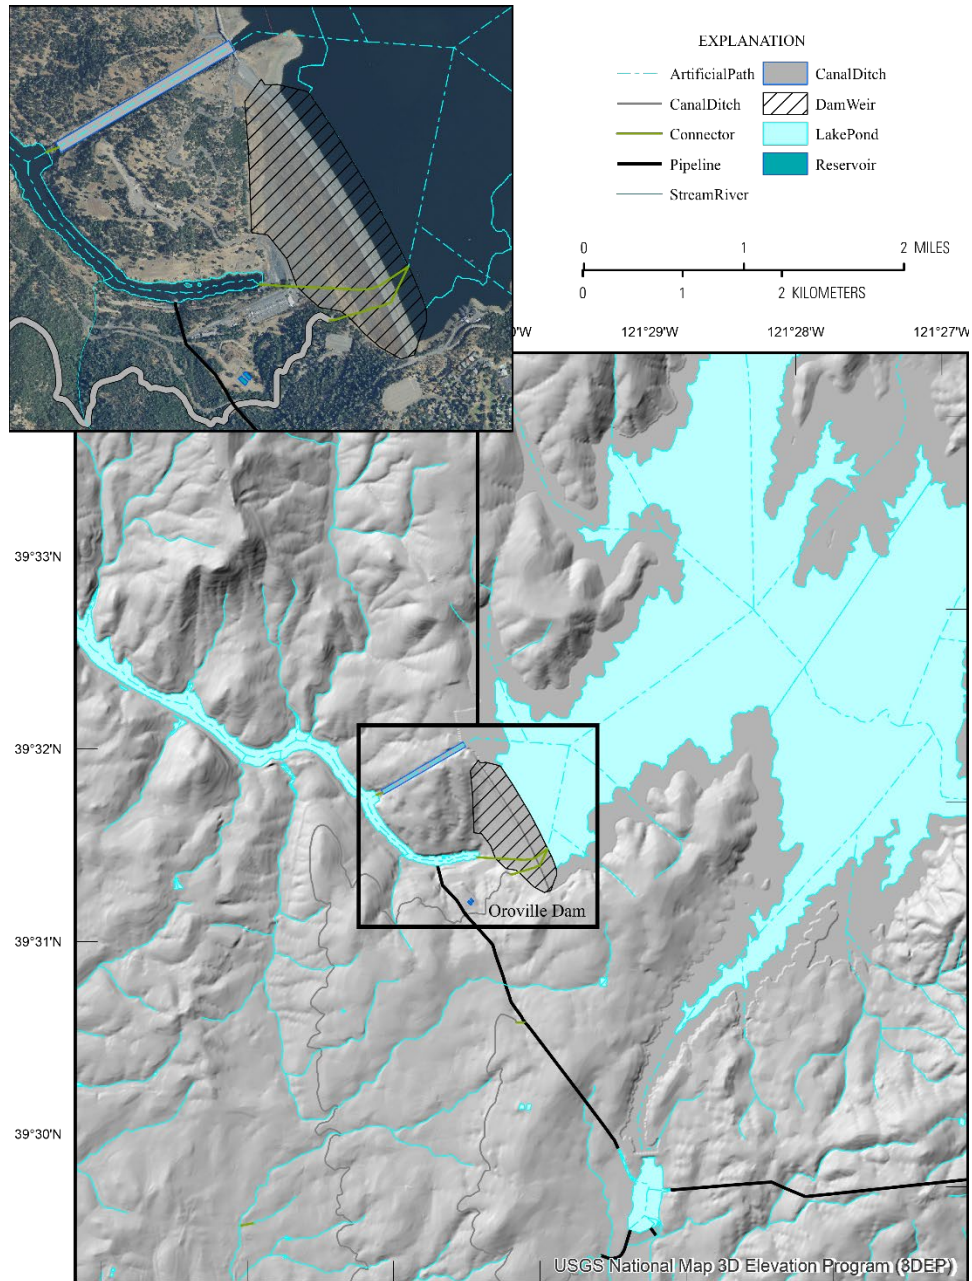 EXPLANATION
ArtificialPath
CanalDitch
Connector
Pipeline
StreamRiver
CanalDitch
DamWeir
LakePond
Reservoir
0 1 2 MILES
0 1 2 KILOMETERS
0'W 121°29'W 121°28'W 121°27'W
39°33'N
39°32'N
39°31'N
39°30'N
Oroville Dam
USGS National Map 3D Elevation Program (3DEP)